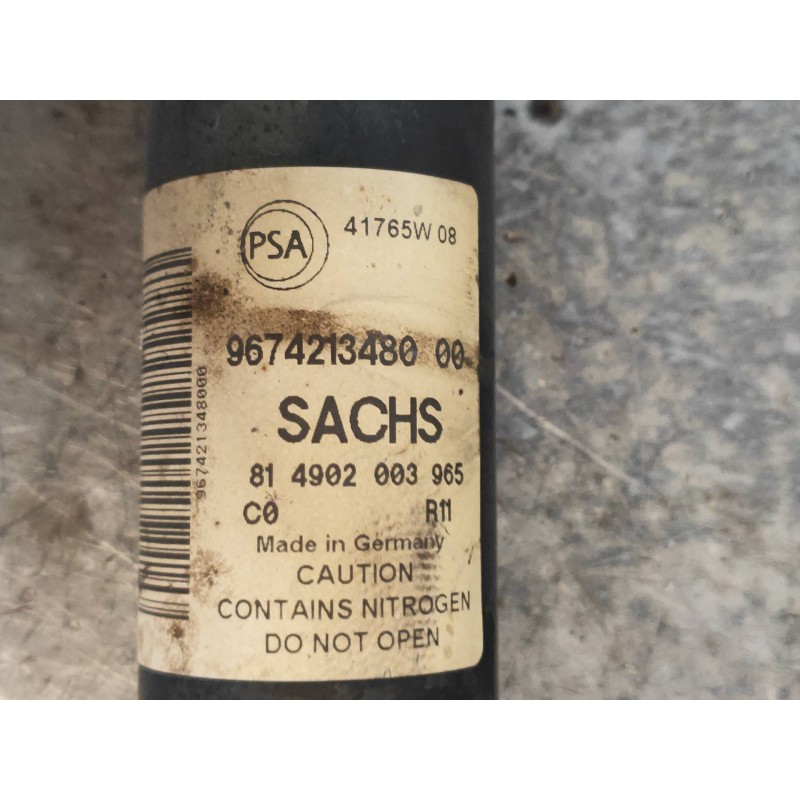 PSA
41765W 08
9674213480 00
SACHS
81 4902 003 965
C0 R11
Made in Germany
CAUTION
CONTAINS NITROGEN
DO NOT OPEN
967421348000